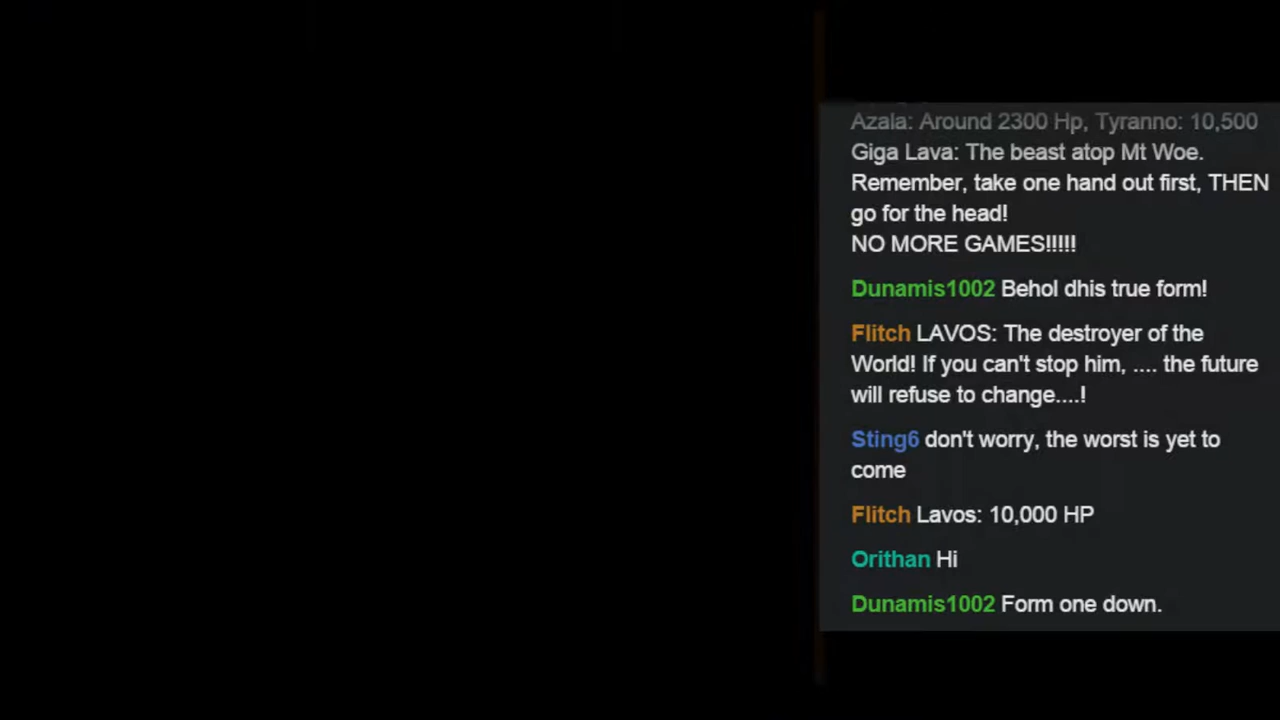 Azala: Around 2300 Hp, Tyranno: 10,500
Giga Lava: The beast atop Mt Woe.
Remember, take one hand out first, THEN
go for the head!
NO MORE GAMES!!!!!
Dunamis1002 Behol dhis true form!
Flitch LAVOS: The destroyer of the
World! If you can't stop him, .... the future
will refuse to change....!
Sting6 don't worry, the worst is yet to
come
Flitch Lavos: 10,000 HP
Orithan Hi
Dunamis1002 Form one down.